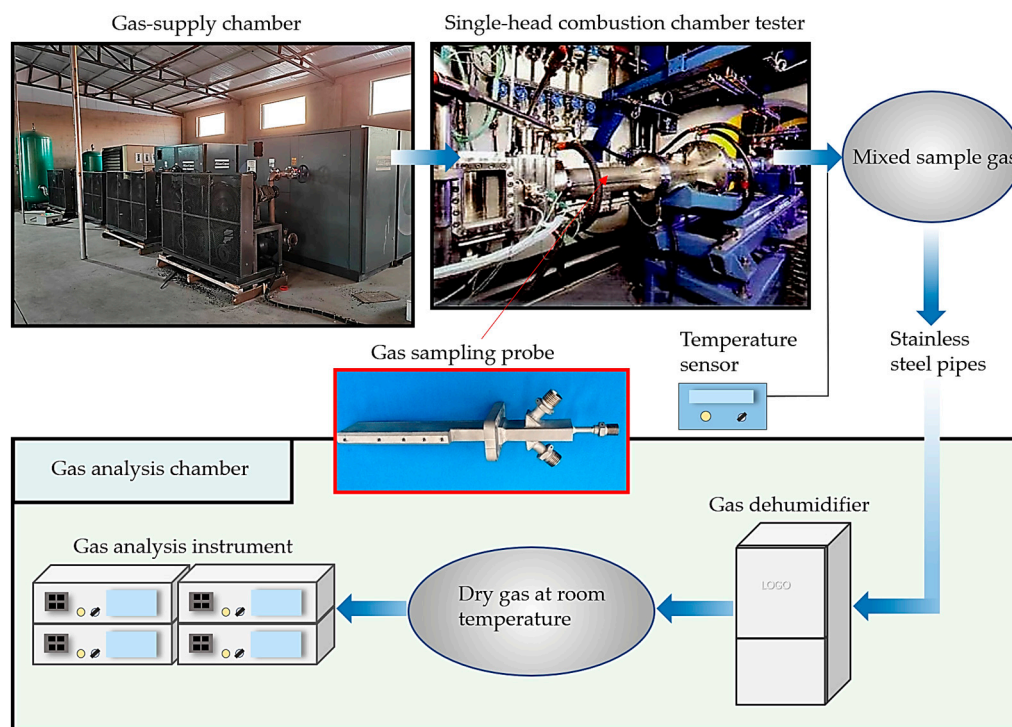 Gas-supply chamber
Single-head combustion chamber tester
Mixed sample gas
Gas sampling probe
Temperature
sensor
Stainless
steel pipes
Gas analysis chamber
Gas dehumidifier
Gas analysis instrument
LOGO
Dry gas at room
temperature